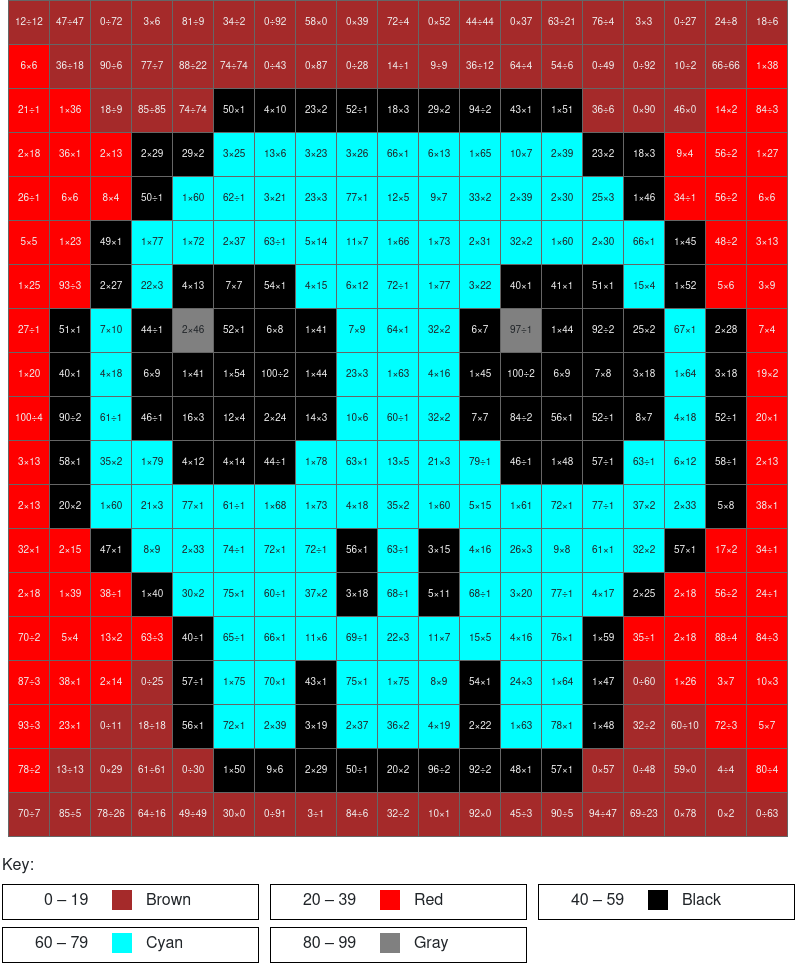 12÷12 47÷47 0÷72 3×6 81÷9 34÷2 0÷92 58×0 0×39 72÷4 0×52 44÷44 0×37 63÷21 76÷4 3×3 0÷27 24÷8 18÷6
6×6 36÷18 90÷6 77÷7 88÷22 74÷74 0÷43 0×87 0÷28 14÷1 9÷9 36÷12 64÷4 54÷6 0÷49 0÷92 10÷2 66÷66 1×38
21÷1 1×36 18÷9 85÷85 74÷74 50×1 4×10 23×2 52÷1 18×3 29×2 94÷2 43×1 1×51 36÷6 0×90 46×0 14×2 84÷3
2×18 36×1 2×13 2×29 29×2 3×25 13×6 3×23 3×26 66×1 6×13 1×65 10×7 2×39 23×2 18×3 9×4 56÷2 1×27
26÷1 6×6 8×4 50÷1 1×60 62÷1 3×21 23×3 77×1 12×5 9×7 33×2 2×39 2×30 25×3 1×46 34÷1 56÷2 6×6
5×5 1×23 49×1 1×77 1×72 2×37 63÷1 5×14 11×7 1×66 1×73 2×31 32×2 1×60 2×30 66×1 1×45 48÷2 3×13
1×25 93÷3 2×27 22×3 4×13 7×7 54×1 4×15 6×12 72÷1 1×77 3×22 40×1 41×1 51×1 15×4 1×52 5×6 3×9
27÷1 51×1 7×10 44÷1 2×46 52×1 6×8 1×41 7×9 64×1 32×2 6×7 97÷1 1×44 92÷2 25×2 67×1 2×28 7×4
1×20 40×1 4×18 6×9 1×41 1×54 100÷2 1×44 23×3 1×63 4×16 1×45 100÷2 6×9 7×8 3×18 1×64 3×18 19×2
100÷4 90÷2 61÷1 46÷1 16×3 12×4 2×24 14×3 10×6 60÷1 32×2 7×7 84÷2 56×1 52÷1 8×7 4×18 52÷1 20×1
3×13 58×1 35×2 1×79 4×12 4×14 44÷1 1×78 63×1 13×5 21×3 79÷1 46÷1 1×48 57÷1 63÷1 6×12 58÷1 2×13
2×13 20×2 1×60 21×3 77×1 61÷1 1×68 1×73 4×18 35×2 1×60 5×15 1×61 72×1 77÷1 37×2 2×33 5×8 38×1
32×1 2×15 47×1 8×9 2×33 74÷1 72×1 72÷1 56×1 63÷1 3×15 4×16 26×3 9×8 61×1 32×2 57×1 17×2 34÷1
2×18 1×39 38÷1 1×40 30×2 75×1 60÷1 37×2 3×18 68÷1 5×11 68÷1 3×20 77÷1 4×17 2×25 2×18 56÷2 24÷1
70÷2 5×4 13×2 63÷3 40÷1 65÷1 66×1 11×6 69÷1 22×3 11×7 15×5 4×16 76×1 1×59 35÷1 2×18 88÷4 84÷3
87÷3 38×1 2×14 0÷25 57÷1 1×75 70×1 43×1 75×1 1×75 8×9 54×1 24×3 1×64 1×47 0÷60 1×26 3×7 10×3
93÷3 23×1 0÷11 18÷18 56×1 72×1 2×39 3×19 2×37 36×2 4×19 2×22 1×63 78×1 1×48 32÷2 60÷10 72÷3 5×7
78÷2 13÷13 0×29 61÷61 0÷30 1×50 9×6 2×29 50÷1 20×2 96÷2 92÷2 48×1 57×1 0×57 0÷48 59×0 4÷4 80÷4
70÷7 85÷5 78÷26 64÷16 49÷49 30×0 0×91 3÷1 84÷6 32÷2 10×1 92×0 45÷3 90÷5 94÷47 69÷23 0×78 0×2 0÷63
Key:
0 – 19 Brown 20 – 39 Red 40 – 59 Black
60 – 79 Cyan 80 – 99 Gray